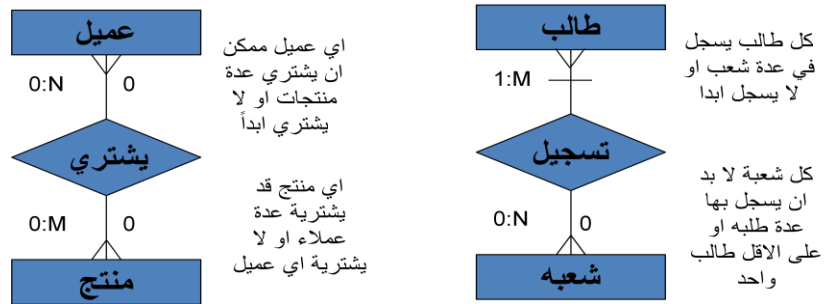 عميل
0:N 0
يشتري
0:M 0
منتج
اي عميل ممكن
ان يشتري عدة
منتجات او لا
يشتري ابداً
اي منتج قد
يشترية عدة
عملاء او لا
يشترية اي عميل
طالب
1:M
تسجيل
0:N 0
شعبه
كل طالب يسجل
في عدة شعب او
لا يسجل ابدا
كل شعبة لا بد
ان يسجل بها
عدة طلبه او
على الاقل طالب
واحد